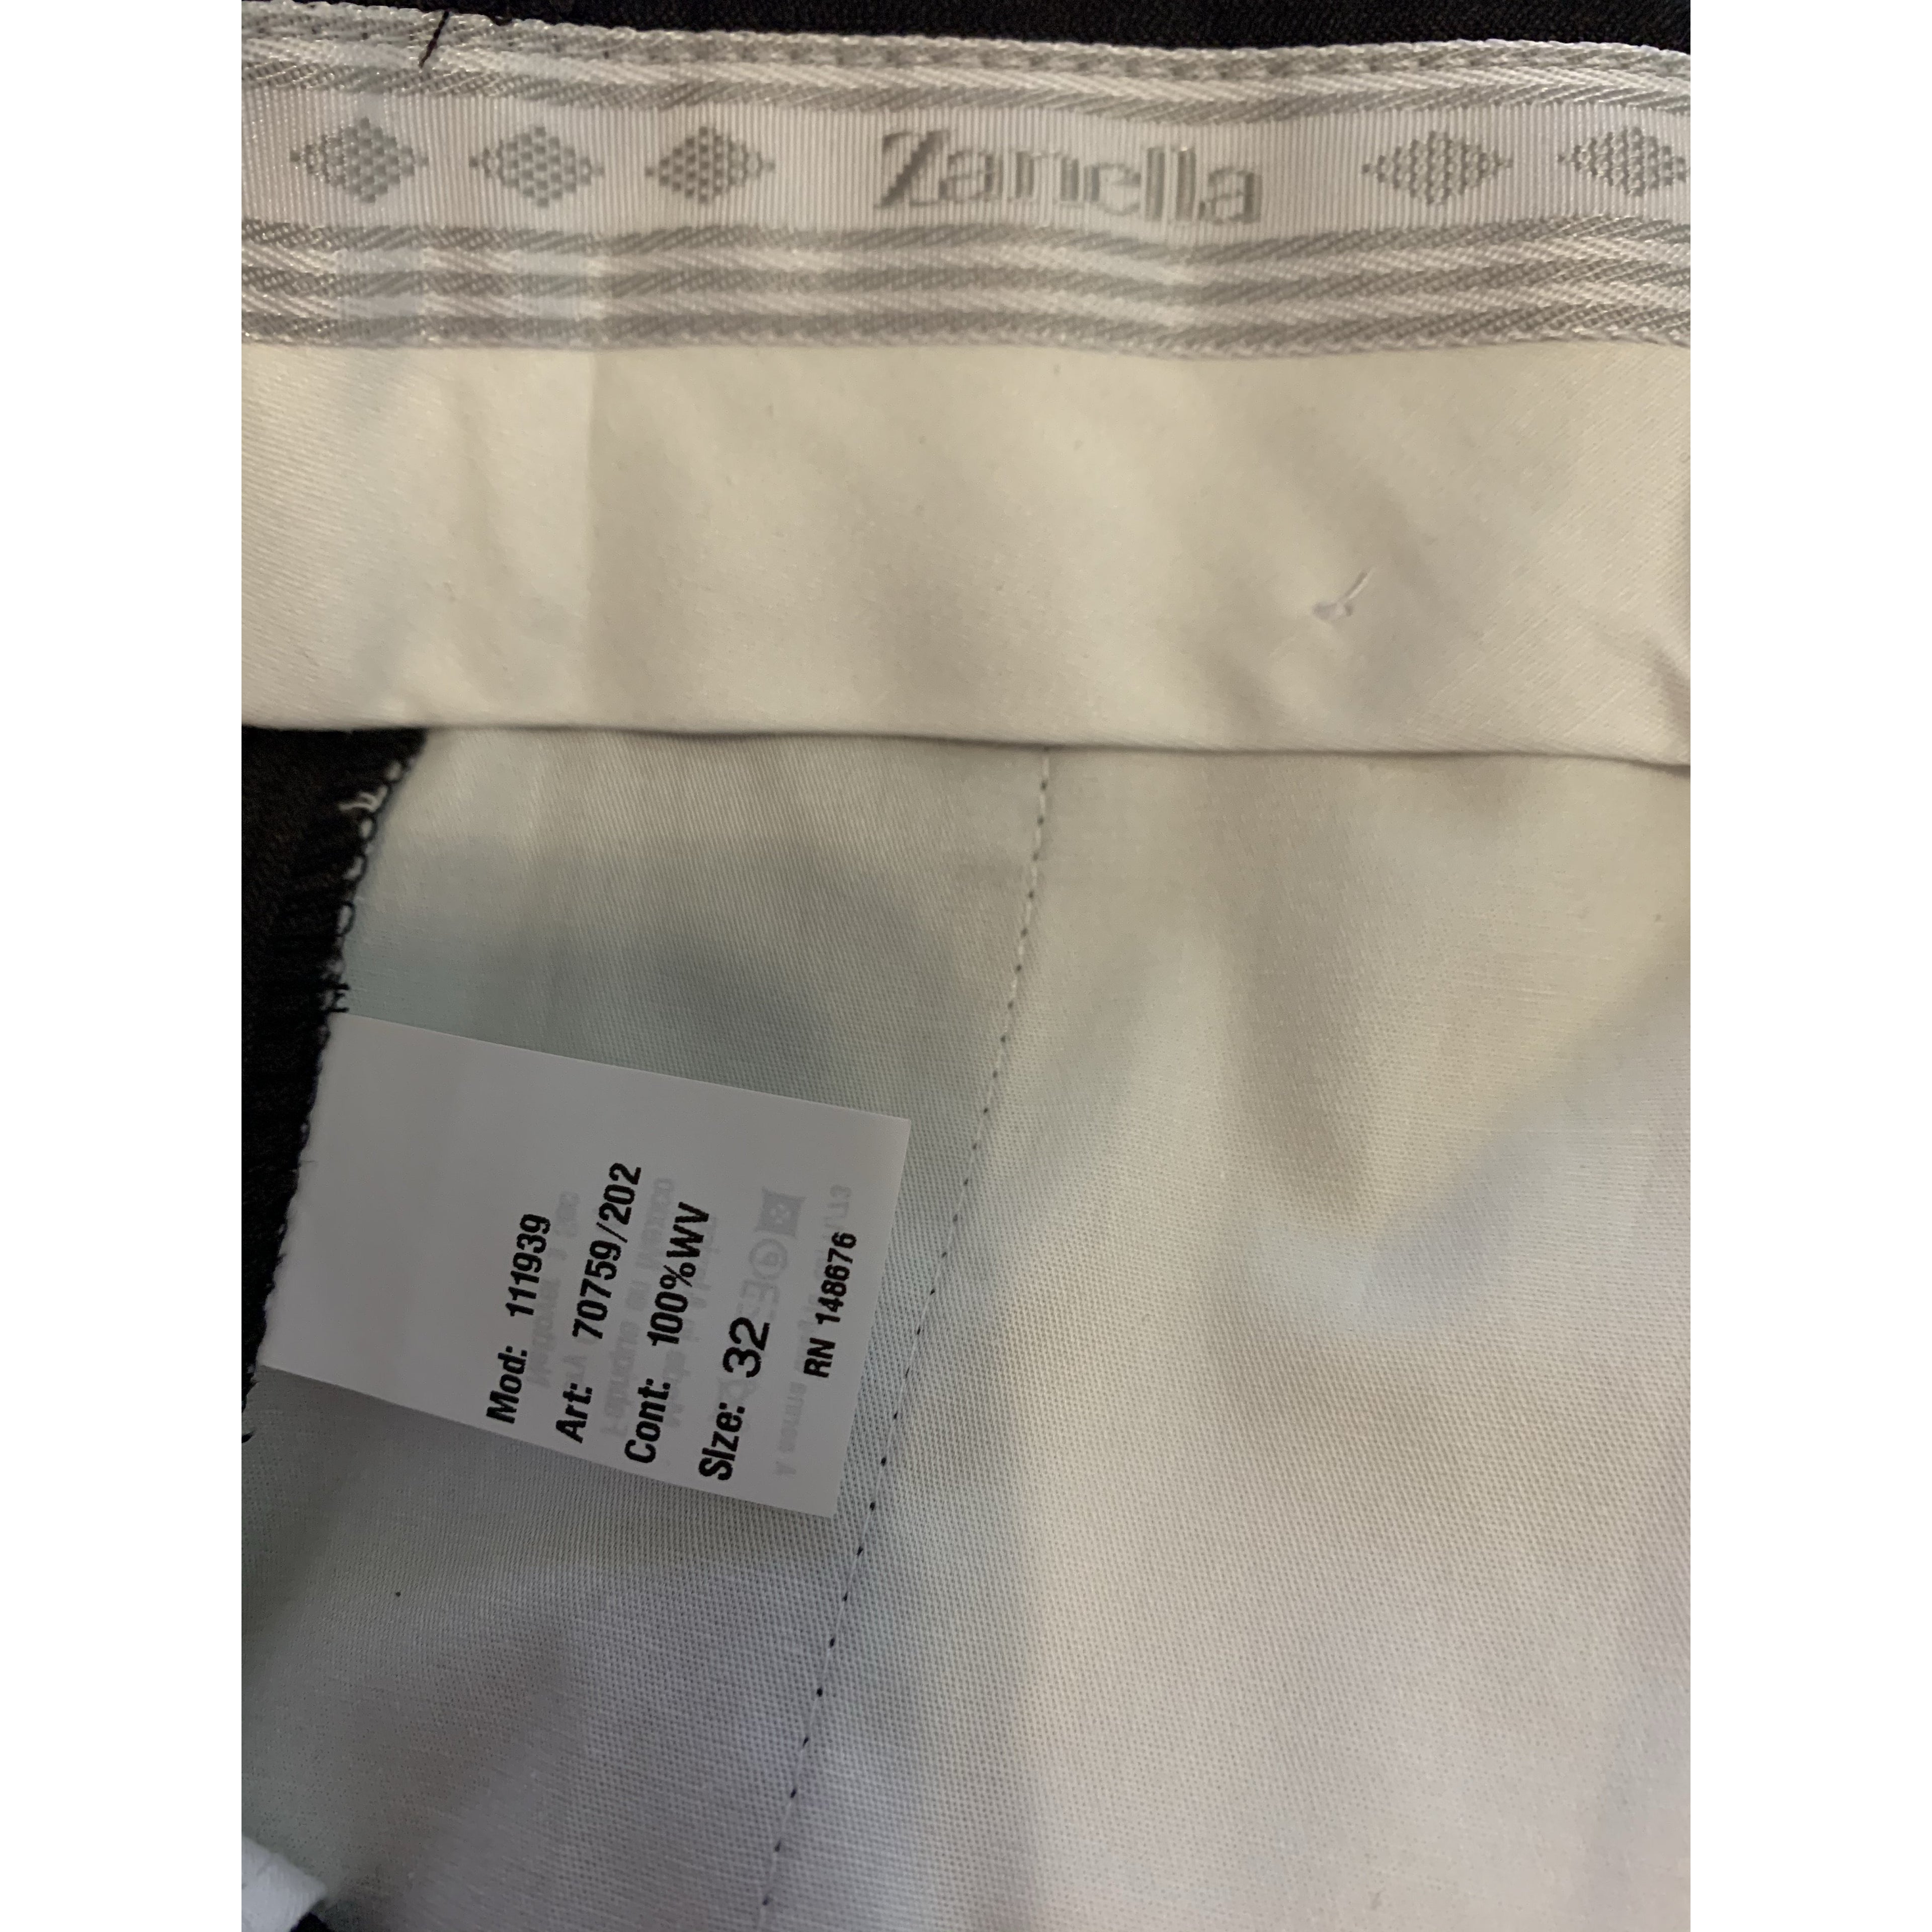 Zanella
Mod: 111939
Art: 70759/202
Cont: 100%WV
SIze: 32
RN 148676